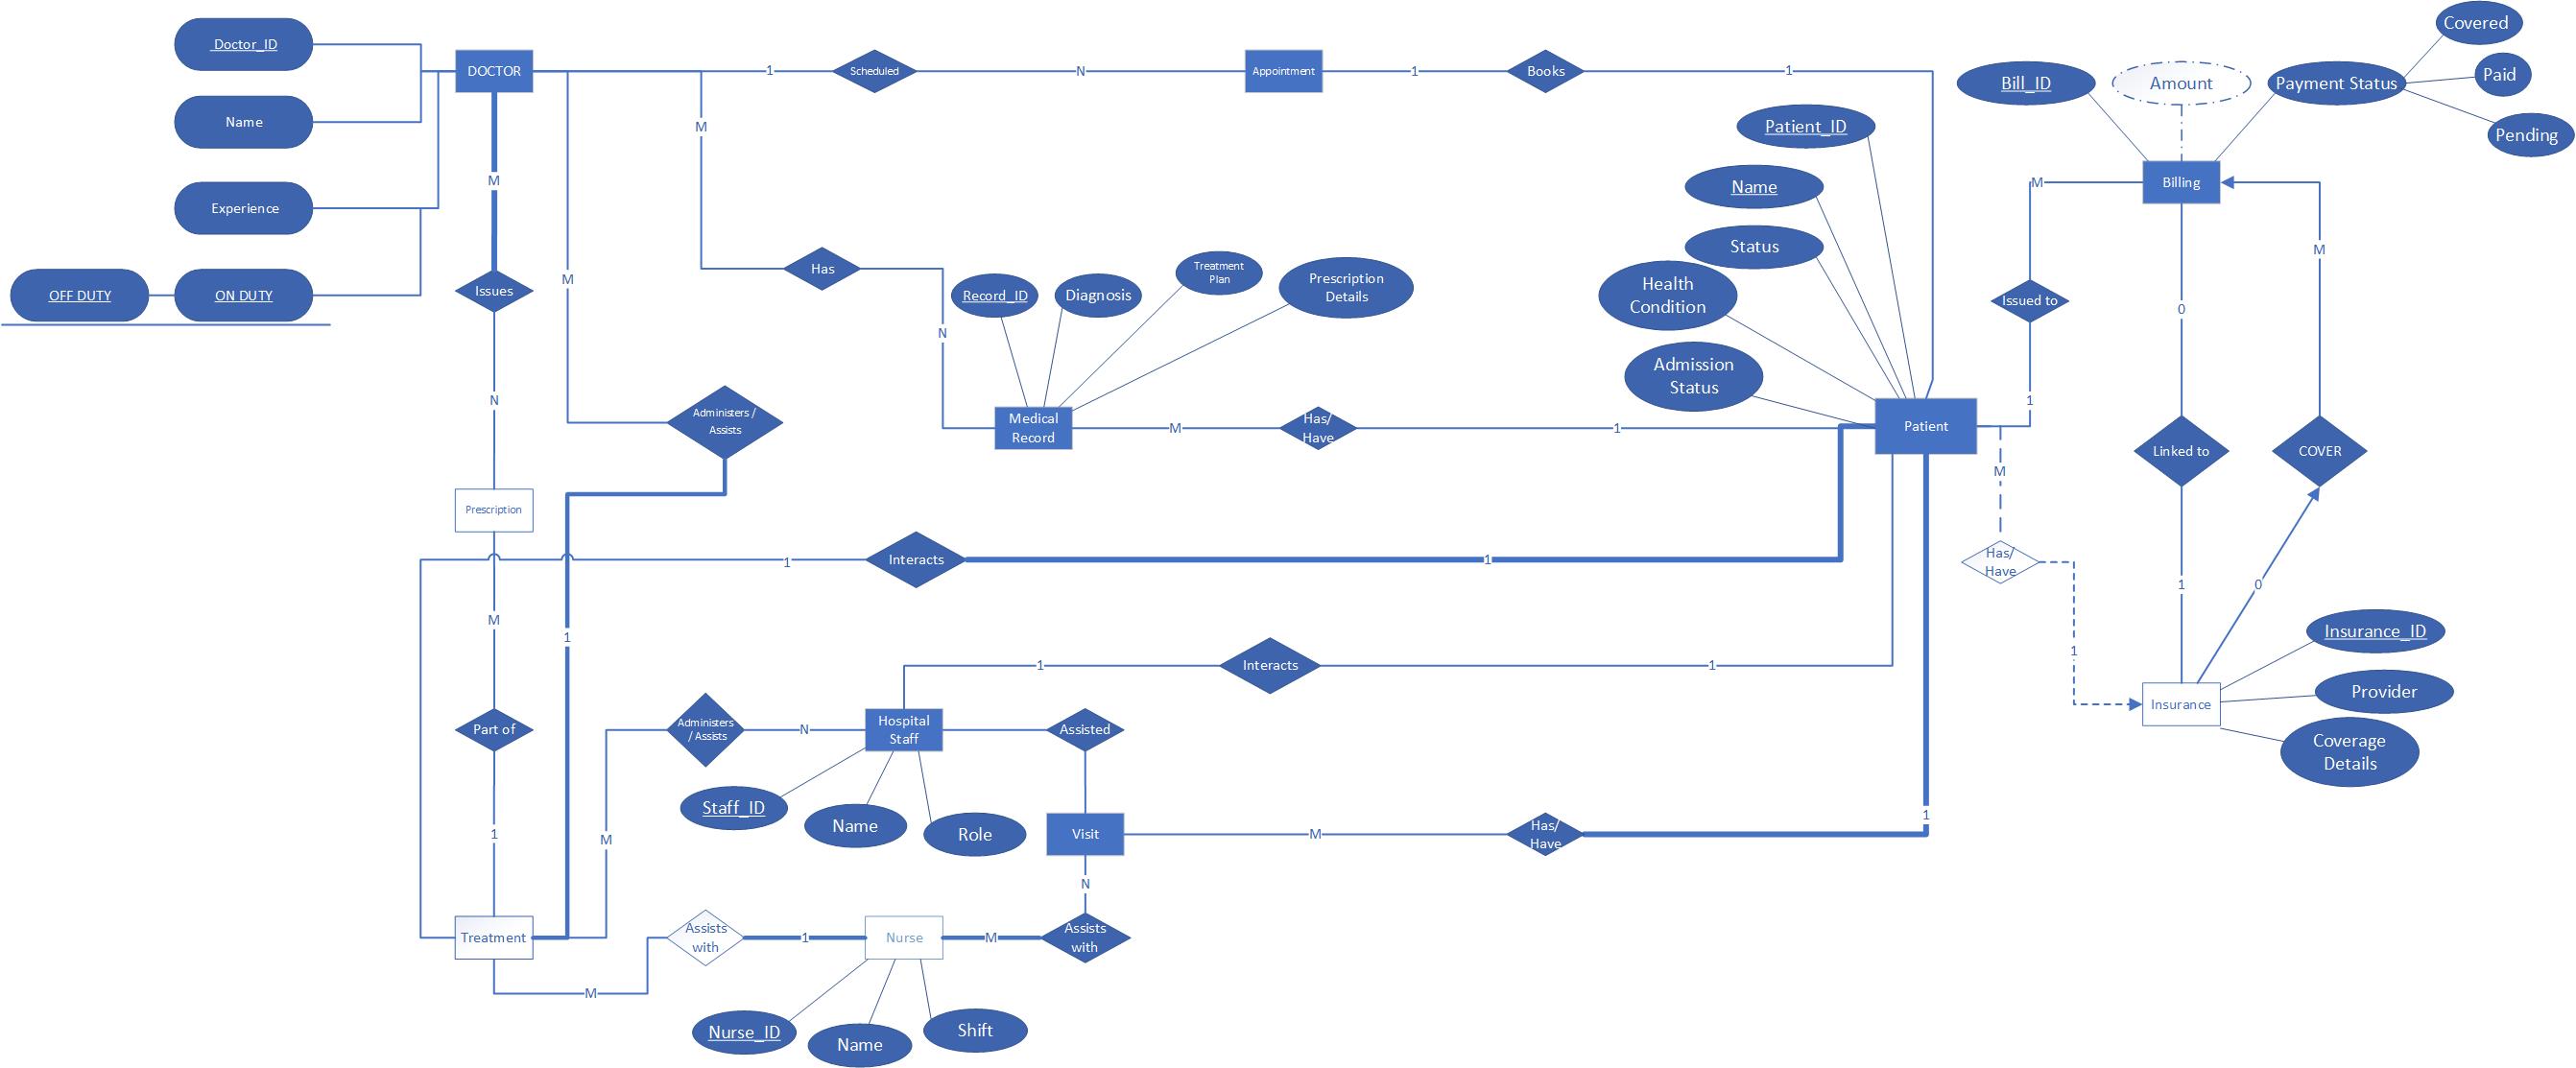 Covered
Doctor_ID
DOCTOR
1
Scheduled
N
Appointment
1
Books
1
Bill_ID
Amount
Payment Status
Paid
Name
M
Patient_ID
Pending
M
Name
M
Billing
Experience
Status
M
Has
Treatment
Plan
Prescription
Details
M
OFF DUTY
ON DUTY
Issues
Record_ID
Diagnosis
Health
Condition
Issued to
0
N
Admission
Status
N
1
Administers /
Assists
Medical
Record
M
Has/
Have
1
Patient
Linked to
COVER
M
Prescription
1
Interacts
1
Has/
Have
1
0
M
1
Insurance_ID
1
Interacts
1
1
Provider
Insurance
Part of
Administers
/ Assists
N
Hospital
Staff
Assisted
Coverage
Details
Staff_ID
Name
Role
1
M
Visit
M
Has/
Have
1
N
Treatment
Assists
with
1
Nurse
M
Assists
with
M
Nurse_ID
Name
Shift